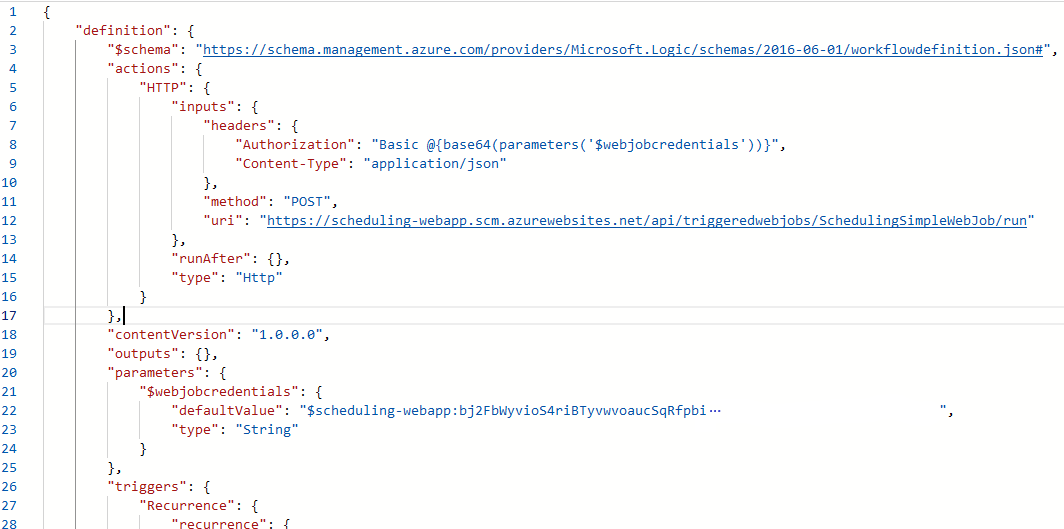 1 {
2 "definition": {
3 "$schema": "https://schema.management.azure.com/providers/Microsoft.Logic/schemas/2016-06-01/workflowdefinition.json#",
4 "actions": {
5 "HTTP": {
6 "inputs": {
7 "headers": {
8 "Authorization": "Basic @{base64(parameters('$webjobcredentials'))}",
9 "Content-Type": "application/json"
10 },
11 "method": "POST",
12 "uri": "https://scheduling-webapp.scm.azurewebsites.net/api/triggeredwebjobs/SchedulingSimpleWebJob/run"
13 },
14 "runAfter": {},
15 "type": "Http"
16 }
17 },
18 "contentVersion": "1.0.0.0",
19 "outputs": {},
20 "parameters": {
21 "$webjobcredentials": {
22 "defaultValue": "$scheduling-webapp:bj2FbWyvioS4riBTyvwvoaucSqRfpbi⋯ ",
23 "type": "String"
24 }
25 },
26 "triggers": {
27 "Recurrence": {
28 "recurrence": {